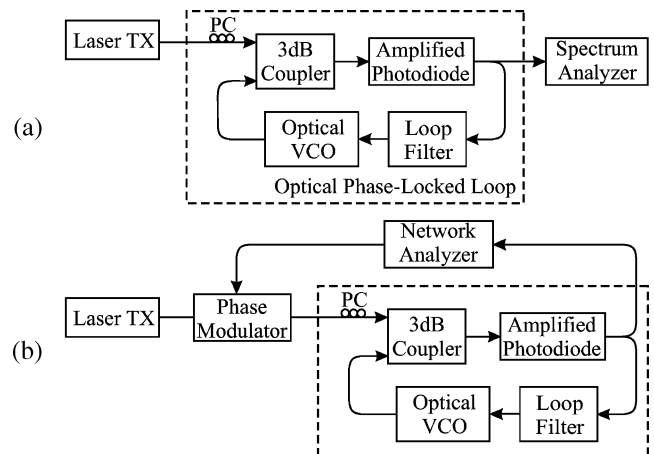 (a)
Laser TX
PC
3dB
Coupler
Amplified
Photodiode
Spectrum
Analyzer
Optical
VCO
Loop
Filter
Optical Phase-Locked Loop
(b)
Network
Analyzer
Laser TX
Phase
Modulator
PC
3dB
Coupler
Amplified
Photodiode
Optical
VCO
Loop
Filter